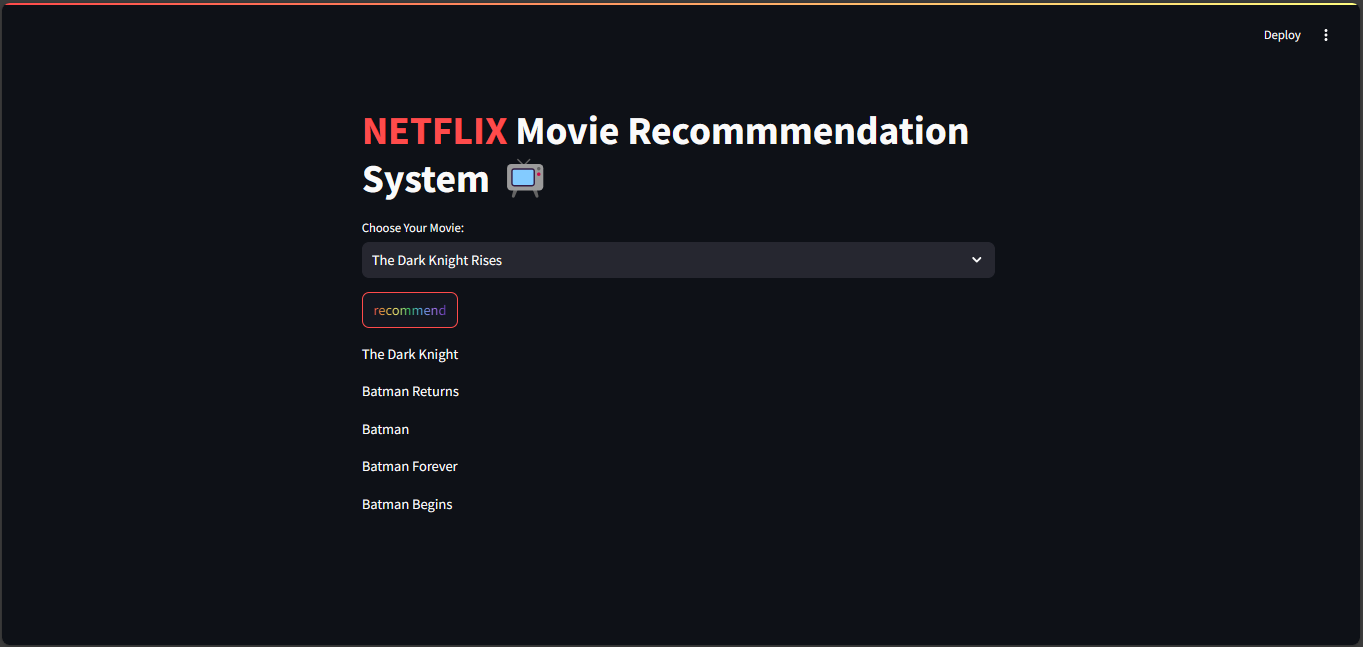 Deploy
NETFLIX Movie Recommmendation
System
Choose Your Movie:
The Dark Knight Rises
recommend
The Dark Knight
Batman Returns
Batman
Batman Forever
Batman Begins